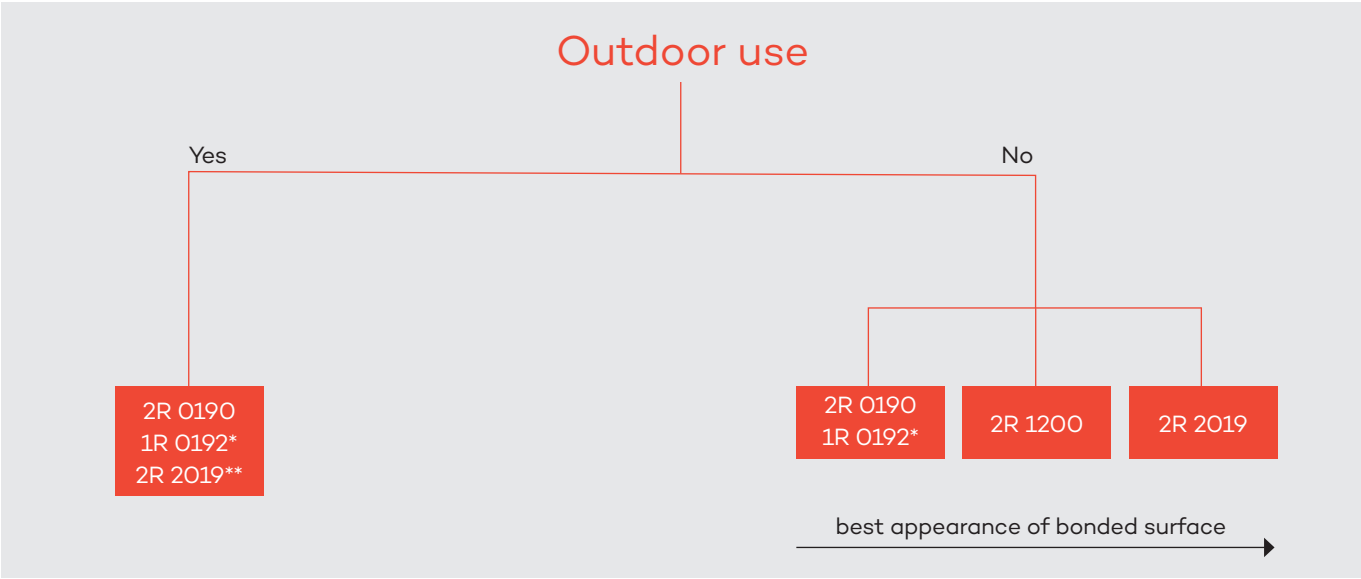 Outdoor use
Yes
No
2R 0190
1R 0192*
2R 2019**
2R 0190
1R 0192*
2R 1200
2R 2019
best appearance of bonded surface